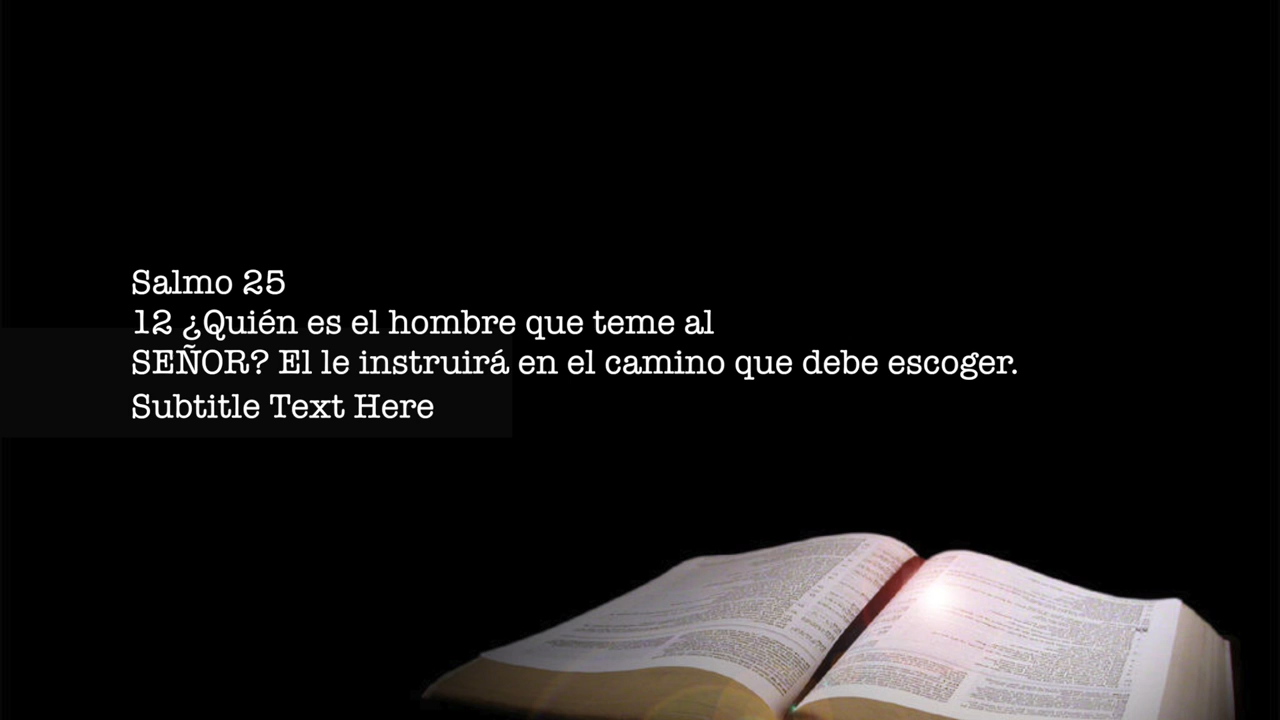 Salmo 25
12 ¿Quién es el hombre que teme al
SEÑOR? El le instruirá en el camino que debe escoger.
Subtitle Text Here